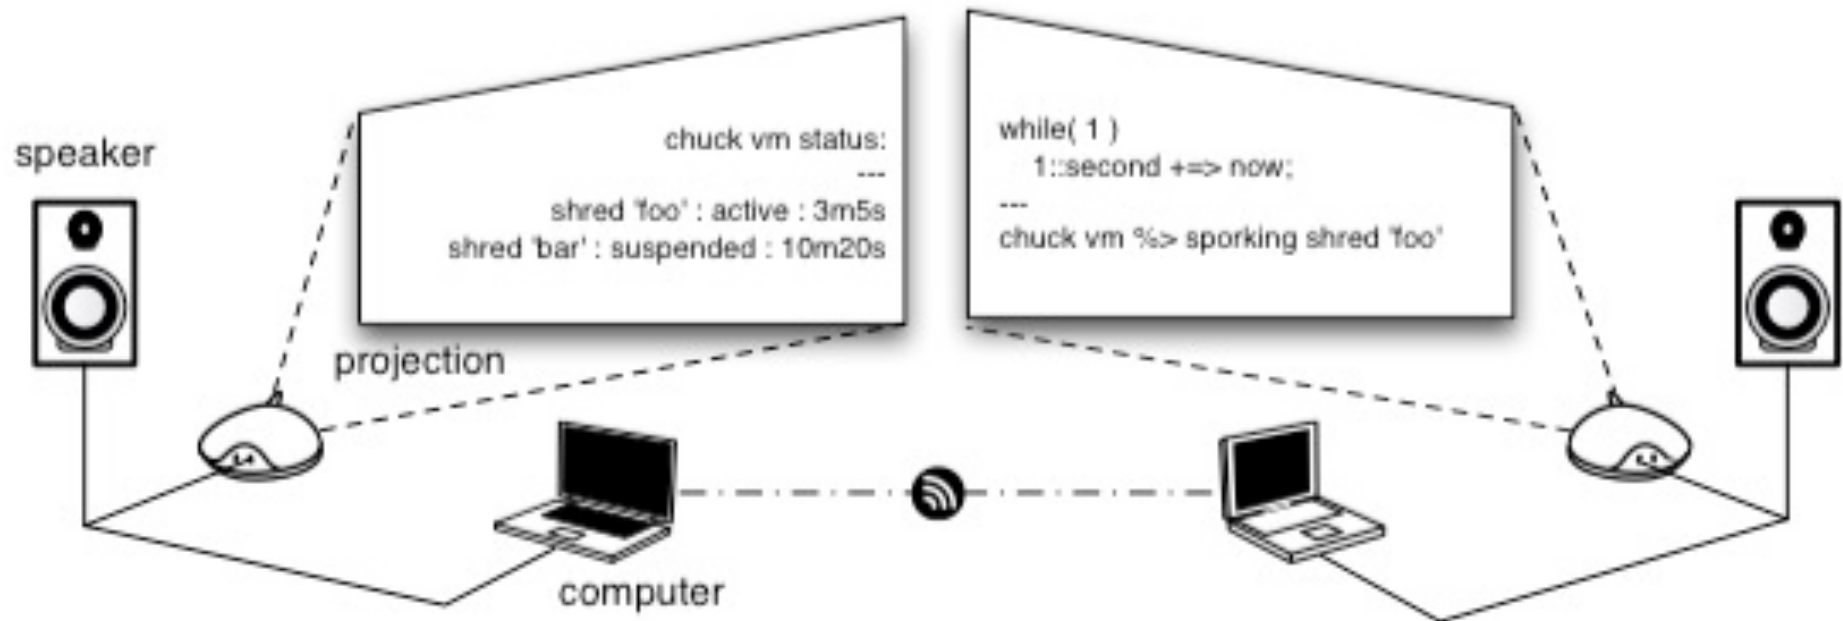 speaker
chuck vm status:
---
shred 'foo' : active : 3m5s
shred 'bar' : suspended : 10m20s
while( 1 )
1::second +=> now;
---
chuck vm %> sporking shred 'foo'
projection
computer